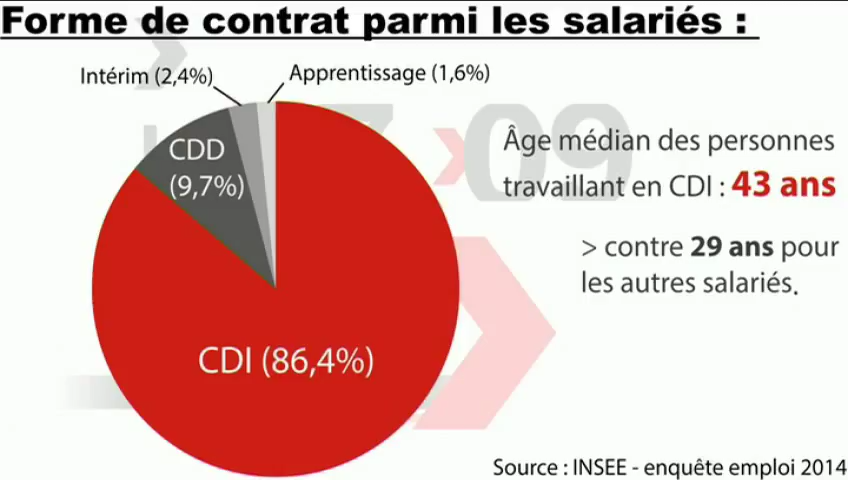 Forme de contrat parmi les salariés :
Intérim (2,4%)
Apprentissage (1,6%)
CDD
(9,7%)
CDI (86,4%)
Âge médian des personnes
travaillant en CDI : 43 ans
> contre 29 ans pour
les autres salariés.
Source : INSEE - enquête emploi 2014
09